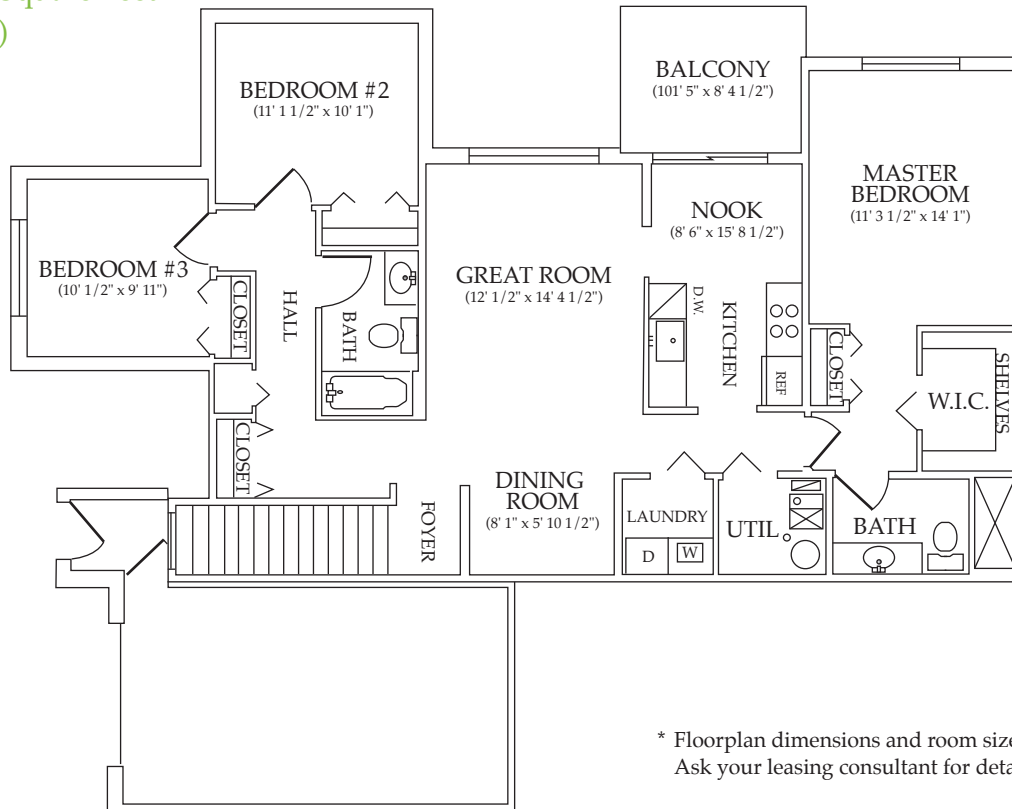 )
BEDROOM #2
(11' 1 1/2" x 10' 1")
BALCONY
(101' 5" x 8' 4 1/2")
MASTER
BEDROOM
(11' 3 1/2" x 14' 1")
NOOK
(8' 6" x 15' 8 1/2")
BEDROOM #3
(10' 1/2" x 9' 11")
GREAT ROOM
(12' 1/2" x 14' 4 1/2")
CLOSET
HALL
BATH
D.W.
KITCHEN
REF
CLOSET
W.I.C.
SHELVES
CLOSET
FOYER
DINING
ROOM
(8' 1" x 5' 10 1/2")
LAUNDRY
D
W
UTIL
BATH
* Floorplan dimensions and room size
Ask your leasing consultant for deta